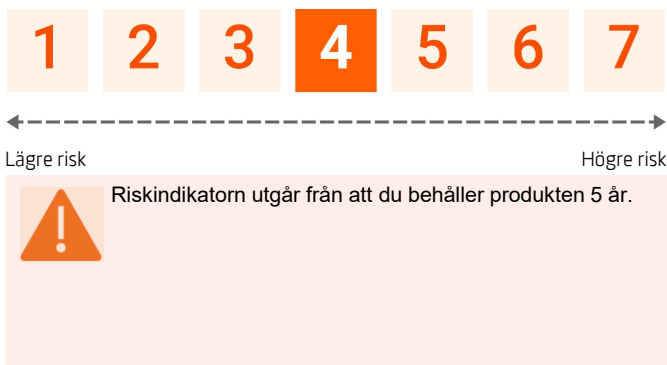 1 2 3 4 5 6 7
Lägre risk Högre risk
Riskindikatorn utgår från att du behåller produkten 5 år.